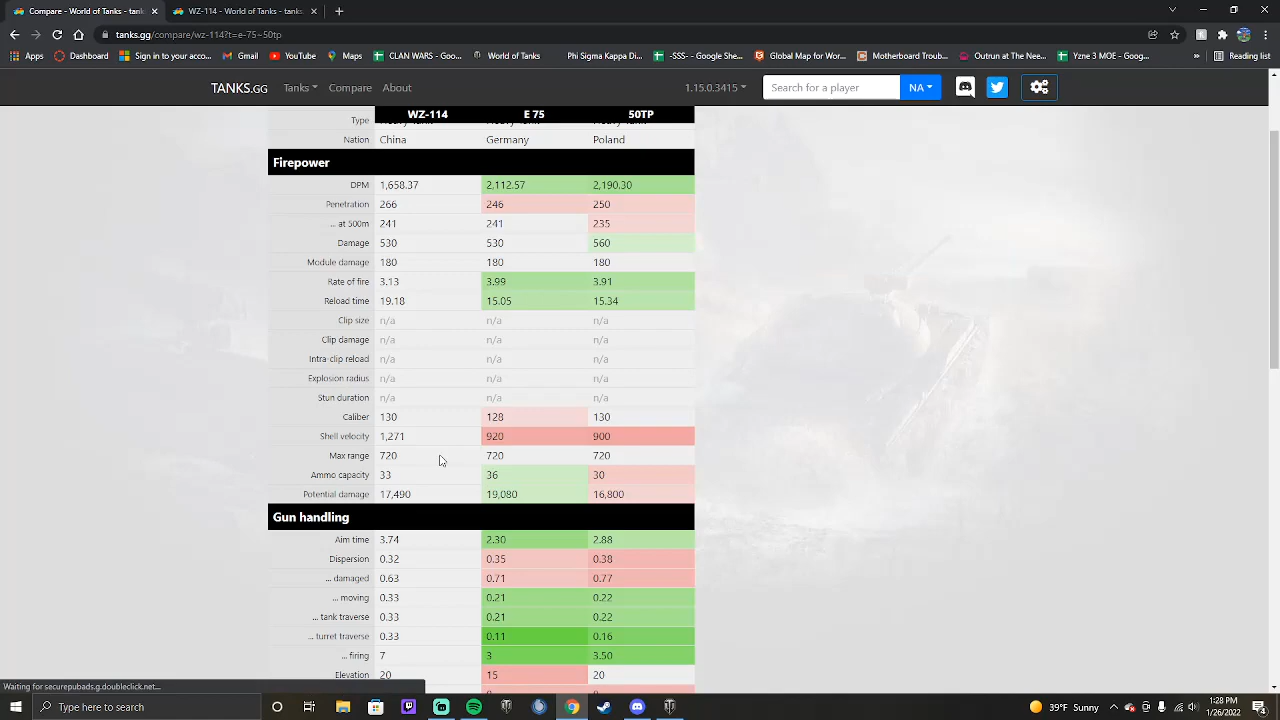 Compare - Dashboard - tanks.gg
WZ-114 - Gunmark - tanks.gg
tanks.gg/compare/wz-114?t=e-75~50tp
Apps
Orders - Dashboard
Sign in to your acco...
Gmail
YouTube
Maps
CLAN WARS - Goo...
World of Tanks
Phi Sigma Kappa D...
-SSS- - Google She...
Global Map for Wor...
Motherboard Troub...
Outrun at The Nee...
Yzne 3 MOE - Goog...
Reading list
TANKS.GG Tanks Compare About 1.15.0.3415 Search for a player NA
WZ-114 E 75 50TP
Type
Nation China Germany Poland
Firepower
DPM 1,658.37 2,112.57 2,190.30
Penetration 266 246 250
... at 500m 241 241 235
Damage 530 530 560
Module damage 180 180 180
Rate of fire 3.13 3.99 3.91
Reload time 19.18 15.05 15.34
Clip size n/a n/a n/a
Clip damage n/a n/a n/a
Intra-clip reload n/a n/a n/a
Explosion radius n/a n/a n/a
Stun duration n/a n/a n/a
Caliber 130 128 130
Shell velocity 1,271 920 900
Max range 720 720 720
Ammo capacity 33 36 30
Potential damage 17,490 19,080 16,800
Gun handling
Aim time 3.74 2.30 2.88
Dispersion 0.32 0.35 0.38
... damaged 0.63 0.71 0.77
... moving 0.33 0.21 0.22
... tank traverse 0.33 0.21 0.22
... turret traverse 0.33 0.11 0.16
... firing 7 3 3.50
Elevation 20 15 20
Waiting for securepubads.g.doubleclick.net...
Type here to search
39°F Sunny
1:28 PM
1/26/2022